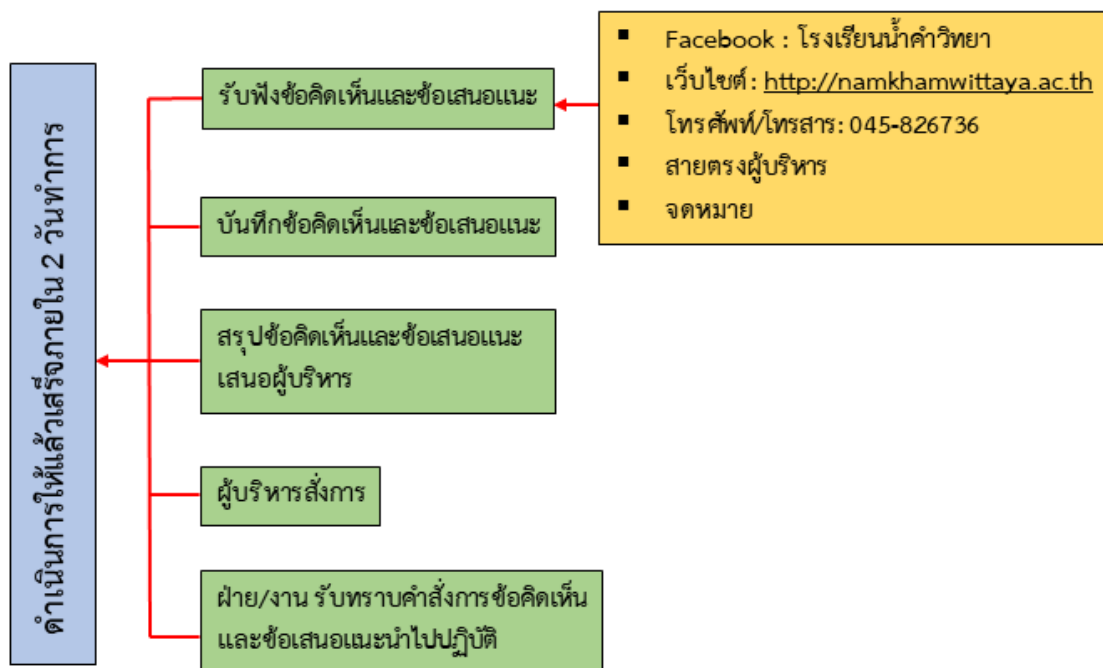 ดำเนินการให้แล้วเสร็จภายใน 2 วันทำการ
รับฟังข้อคิดเห็นและข้อเสนอแนะ
Facebook : โรงเรียนน้ำคำวิทยา
เว็บไซต์ : http://namkhamwittaya.ac.th
โทรศัพท์/โทรสาร: 045-826736
สายตรงผู้บริหาร
จดหมาย
บันทึกข้อคิดเห็นและข้อเสนอแนะ
สรุปข้อคิดเห็นและข้อเสนอแนะ
เสนอผู้บริหาร
ผู้บริหารสั่งการ
ฝ่าย/งาน รับทราบคำสั่งการข้อคิดเห็น
และข้อเสนอแนะนำไปปฏิบัติ